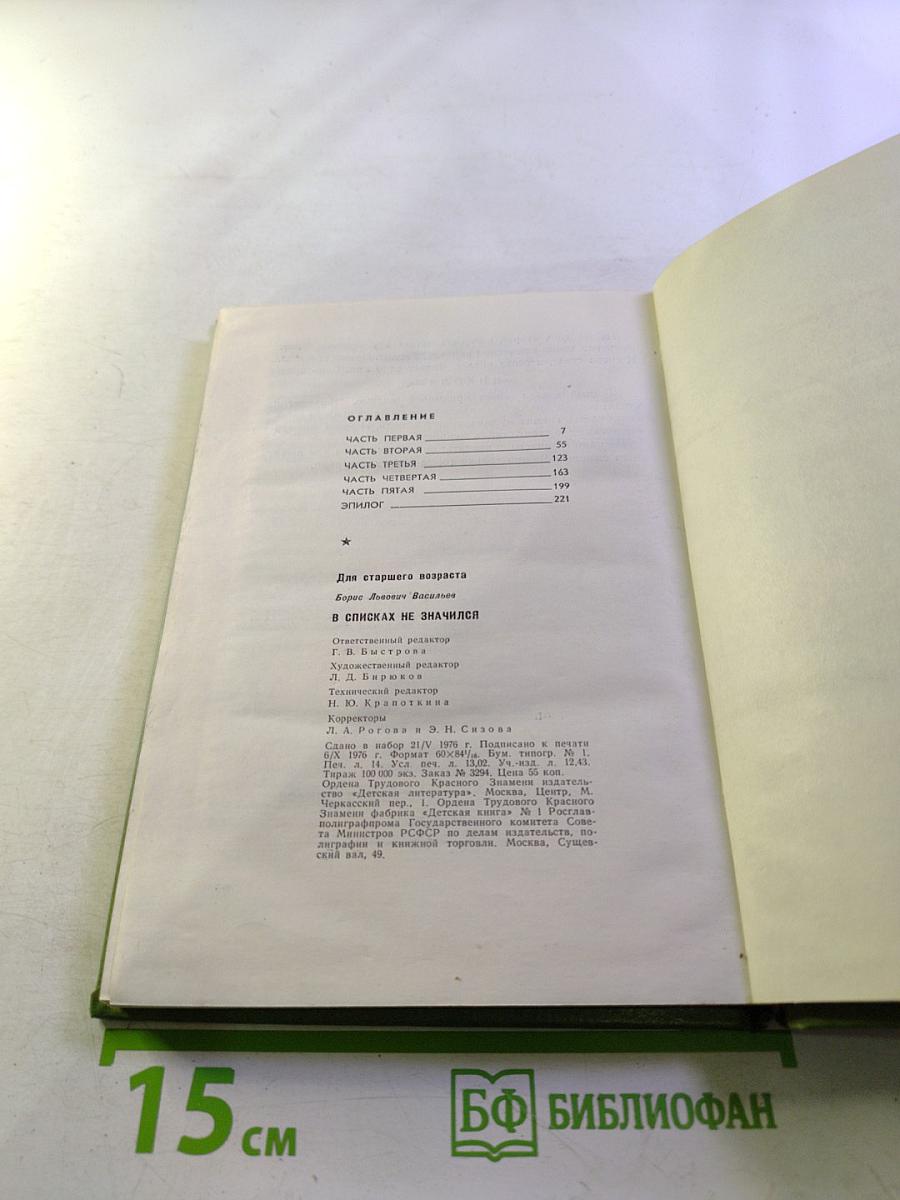 ОГЛАВЛЕНИЕ
ЧАСТЬ ПЕРВАЯ 7
ЧАСТЬ ВТОРАЯ 55
ЧАСТЬ ТРЕТЬЯ 123
ЧАСТЬ ЧЕТВЕРТАЯ 163
ЧАСТЬ ПЯТАЯ 199
ЭПИЛОГ 221
★
Для старшего возраста
Борис Львович Васильев
В СПИСКАХ НЕ ЗНАЧИЛСЯ
Ответственный редактор
Г. В. Быстрова
Художественный редактор
Л. Д. Бирюков
Технический редактор
Н. Ю. Крапоткина
Корректоры
Л. А. Рогова и Э. Н. Сизова
Сдано в набор 21/V 1976 г. Подписано к печати
6/X 1976 г. Формат 60×84¹/₁₆. Бум. типогр. № 1.
Печ. л. 14. Усл. печ. л. 13,02. Уч.-изд. л. 12,43.
Тираж 100 000 экз. Заказ № 3294. Цена 55 коп.
Ордена Трудового Красного Знамени издатель-
ство «Детская литература». Москва, Центр, М.
Черкасский пер., 1. Ордена Трудового Красного
Знамени фабрика «Детская книга» № 1 Росглав-
полиграфпрома Государственного комитета Сове-
та Министров РСФСР по делам издательств, по-
лиграфии и книжной торговли. Москва, Сущев-
ский вал, 49.
15 см
БФ БИБЛИОФАН